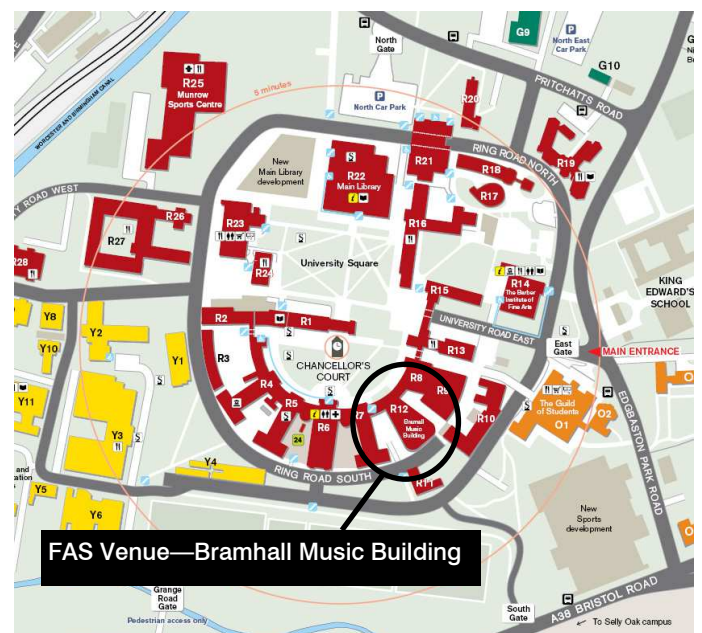 G9
North
Gate
P
North East
Car Park
G
Ni
B
G10
R25
Munrow
Sports Centre
5 minutes
P
North Car Park
R20
PRITCHATTS ROAD
WORCESTER AND BIRMINGHAM CANAL
RING ROAD NORTH
R19
New
Main Library
development
R22
Main Library
R21
R18
R17
TY ROAD WEST
R26
R27
R23
R16
R28
University Square
R24
R14
The Barber
Institute of
Fine Arts
KING
EDWARD'S
SCHOOL
R15
R2
R1
UNIVERSITY ROAD EAST
Y8
Y2
Y10
Y1
R3
R13
East
Gate
MAIN ENTRANCE
CHANCELLOR'S
COURT
R4
R8
R9
Y11
R5
R6
R7
R12
Bramall
Music
Building
R10
The Guild
of Students
O1
O2
O
EDGBASTON PARK ROAD
Y3
24
Y4
RING ROAD SOUTH
R11
and
ation
s
Y5
Y6
New
Sports
development
O
FAS Venue—Bramhall Music Building
Grange
Road
Gate
Pedestrian access only
South
Gate
A38 BRISTOL ROAD
To Selly Oak campus